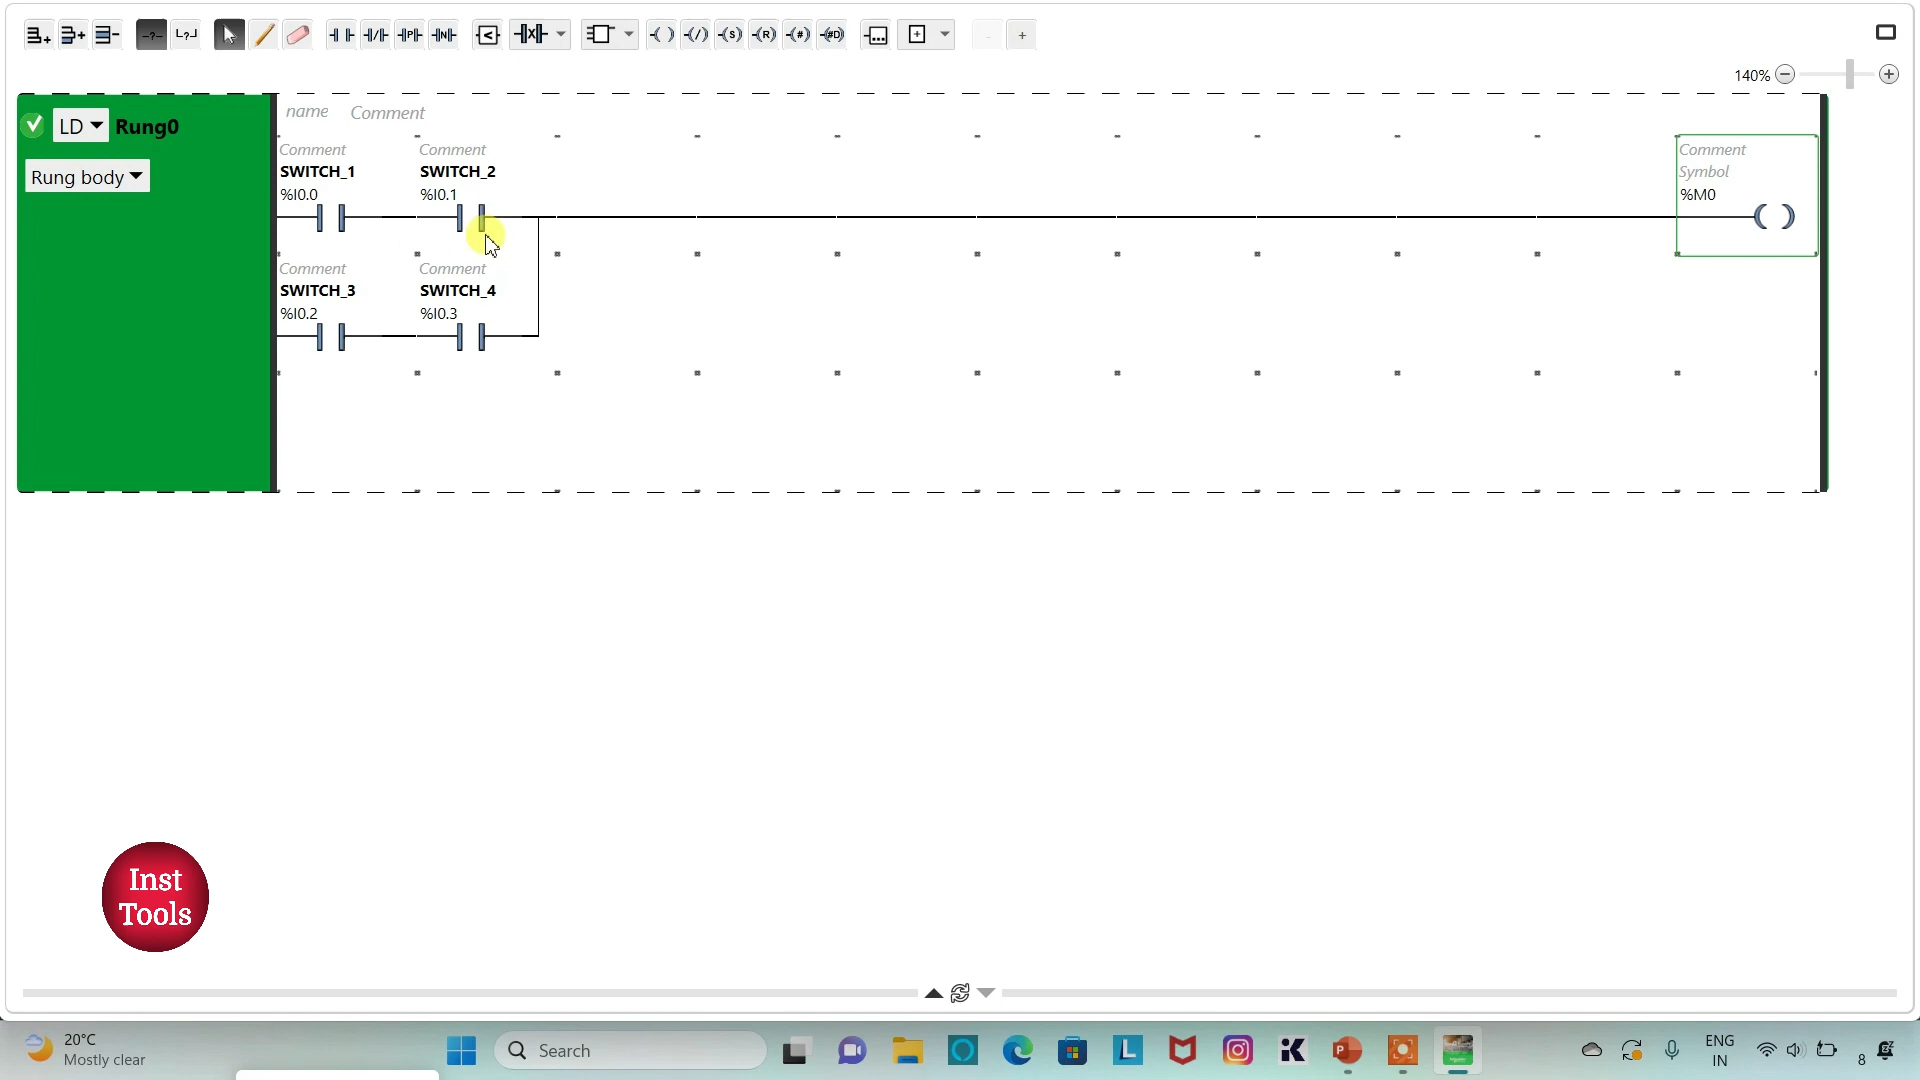 140%
LD Rung0
name Comment
Rung body
Comment Comment Comment
SWITCH_1 SWITCH_2 Symbol
%I0.0 %I0.1 %M0
Comment Comment
SWITCH_3 SWITCH_4
%I0.2 %I0.3
Inst
Tools
20°C
Mostly clear
Search
ENG
IN
8